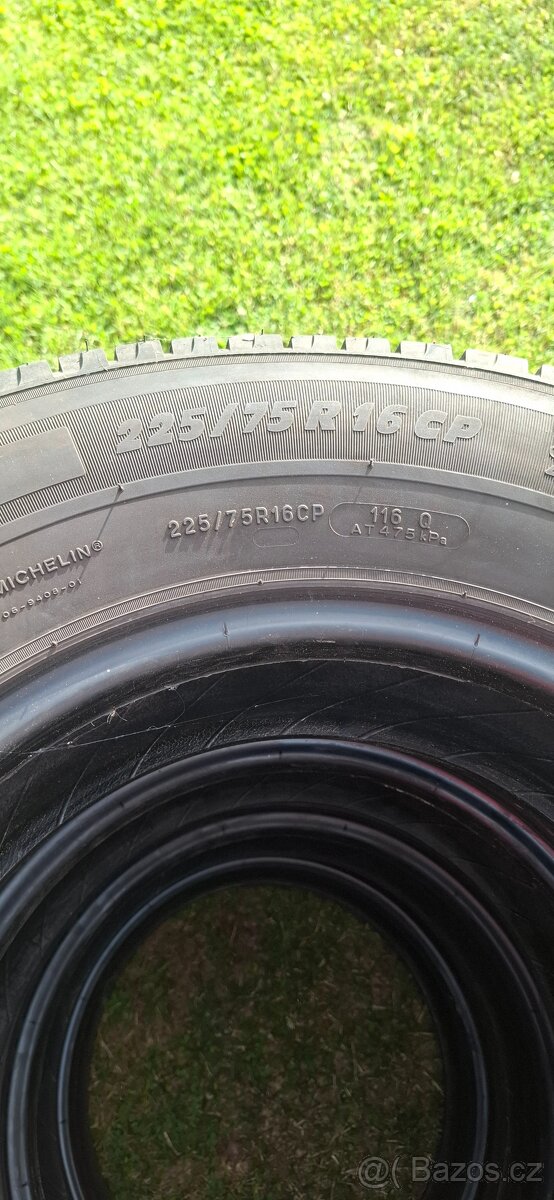 225/75 R 16 CP
225/75R16CP 116 Q
AT 475 kPa
MICHELIN®
Bazos.cz